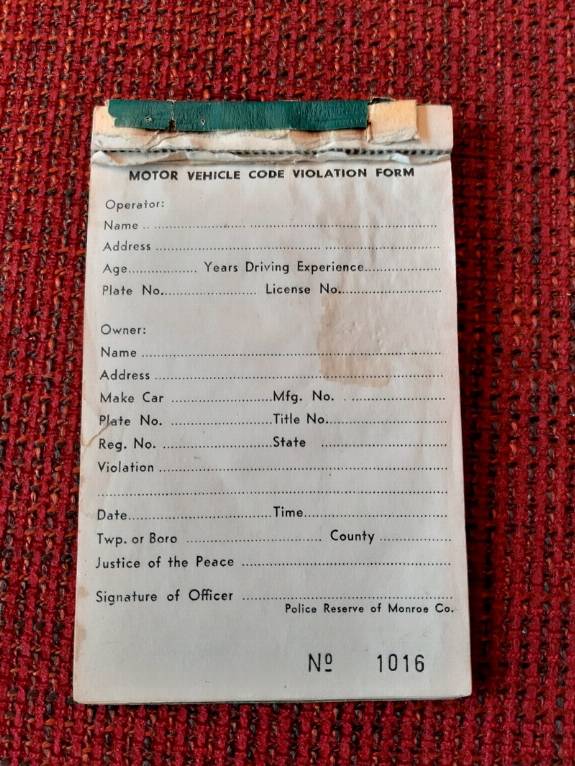 MOTOR VEHICLE CODE VIOLATION FORM
Operator:
Name ..........................................................................
Address ......................................................................
Age.................. Years Driving Experience...................
Plate No......................... License No.........................
Owner:
Name ..........................................................................
Address ......................................................................
Make Car .........................Mfg. No. .........................
Plate No. .........................Title No..........................
Reg. No. .........................State ...............................
Violation .....................................................................
....................................................................................
Date...................................Time...................................
Twp. or Boro .................................. County ..................
Justice of the Peace ....................................................
Signature of Officer ....................................................
Police Reserve of Monroe Co.
Nº 1016